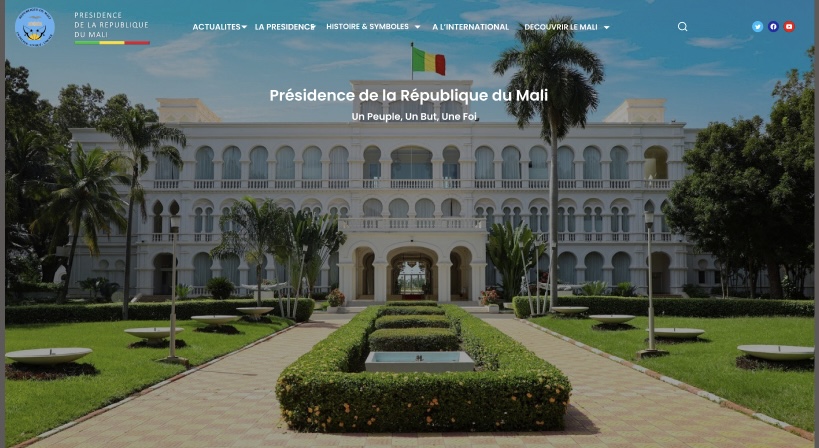 PRESIDENCE
DE LA REPUBLIQUE
DU MALI
ACTUALITES
LA PRESIDENCE
HISTOIRE & SYMBOLES
A L'INTERNATIONAL
DECOUVRIR LE MALI
Présidence de la République du Mali
Un Peuple, Un But, Une Foi